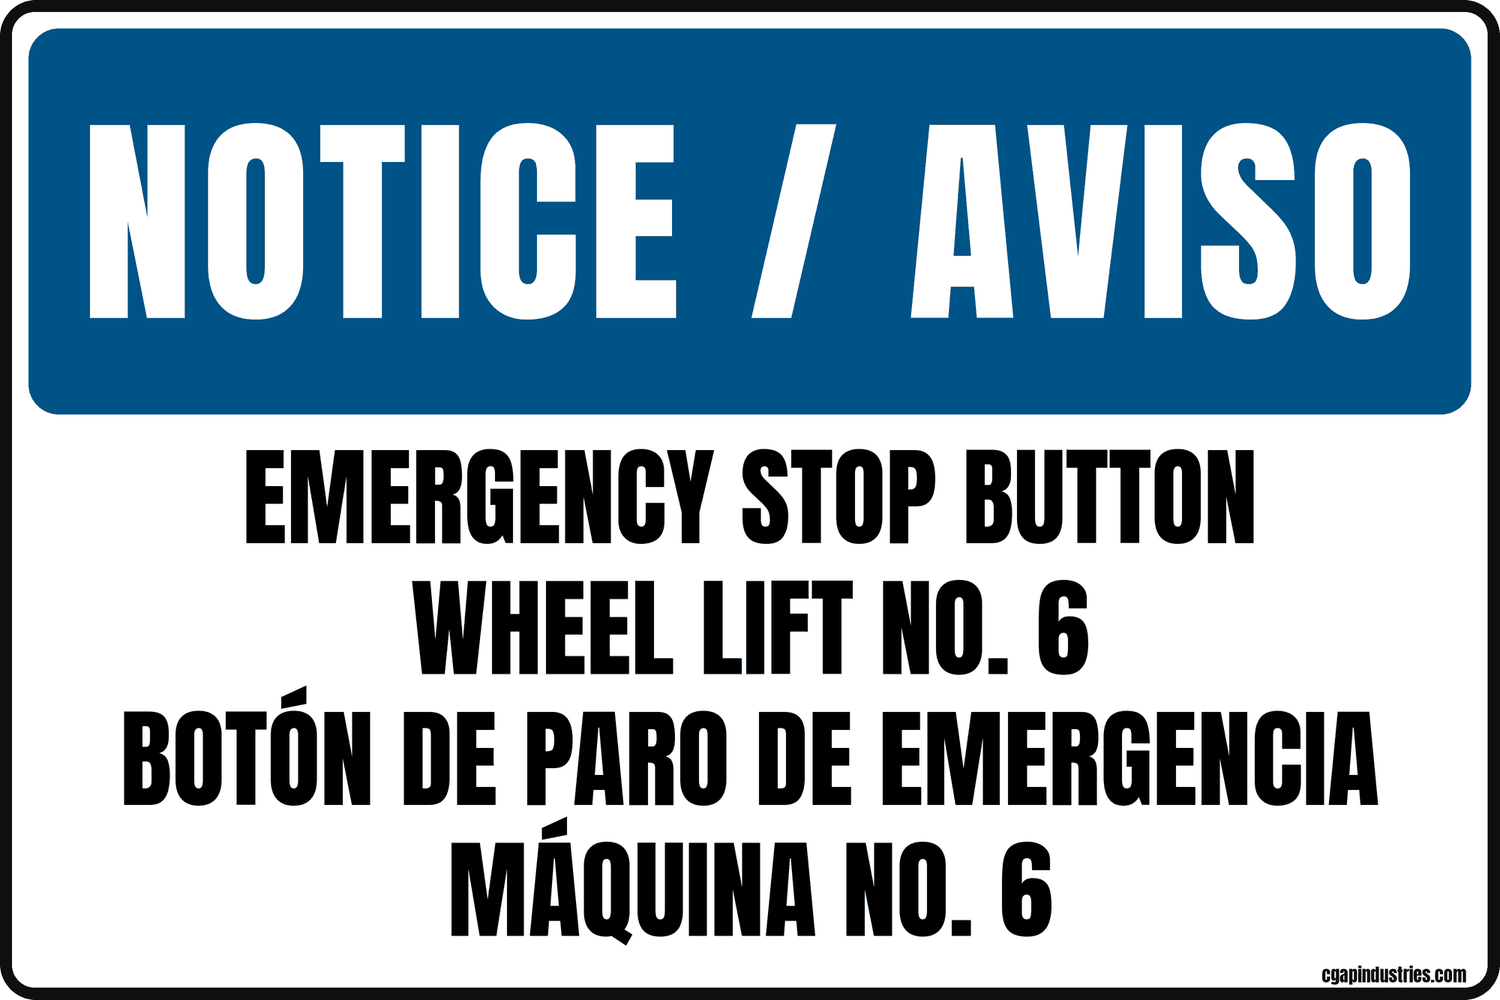 NOTICE / AVISO
EMERGENCY STOP BUTTON
WHEEL LIFT NO. 6
BOTÓN DE PARO DE EMERGENCIA
MÁQUINA NO. 6
cgapindustries.com